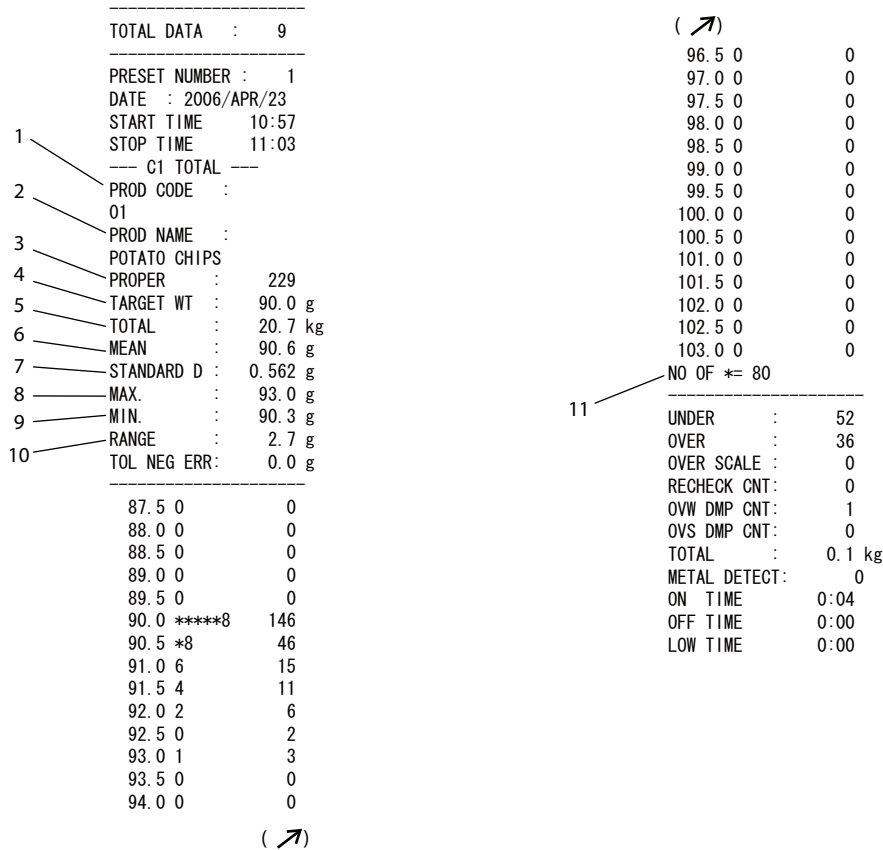 ---------------------
TOTAL DATA : 9
---------------------
PRESET NUMBER : 1
DATE : 2006/APR/23
START TIME 10:57
STOP TIME 11:03
--- C1 TOTAL ---
1 PROD CODE :
01
2 PROD NAME :
POTATO CHIPS
3 PROPER : 229
4 TARGET WT : 90.0 g
5 TOTAL : 20.7 kg
6 MEAN : 90.6 g
7 STANDARD D : 0.562 g
8 MAX. : 93.0 g
9 MIN. : 90.3 g
10 RANGE : 2.7 g
TOL NEG ERR: 0.0 g
---------------------
87.5 0 0
88.0 0 0
88.5 0 0
89.0 0 0
89.5 0 0
90.0 *****8 146
90.5 *8 46
91.0 6 15
91.5 4 11
92.0 2 6
92.5 0 2
93.0 1 3
93.5 0 0
94.0 0 0
( ↗)
( ↗)
96.5 0 0
97.0 0 0
97.5 0 0
98.0 0 0
98.5 0 0
99.0 0 0
99.5 0 0
100.0 0 0
100.5 0 0
101.0 0 0
101.5 0 0
102.0 0 0
102.5 0 0
103.0 0 0
11 NO OF *= 80
---------------------
UNDER : 52
OVER : 36
OVER SCALE : 0
RECHECK CNT: 0
OVW DMP CNT: 1
OVS DMP CNT: 0
TOTAL : 0.1 kg
METAL DETECT: 0
ON TIME 0:04
OFF TIME 0:00
LOW TIME 0:00